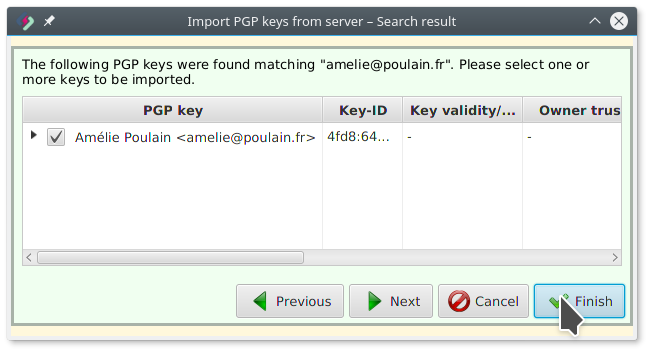 Import PGP keys from server – Search result
The following PGP keys were found matching "amelie@poulain.fr". Please select one or
more keys to be imported.
PGP key Key-ID Key validity/... Owner trus
Amélie Poulain <amelie@poulain.fr> 4fd8:64... - -
Previous Next Cancel Finish